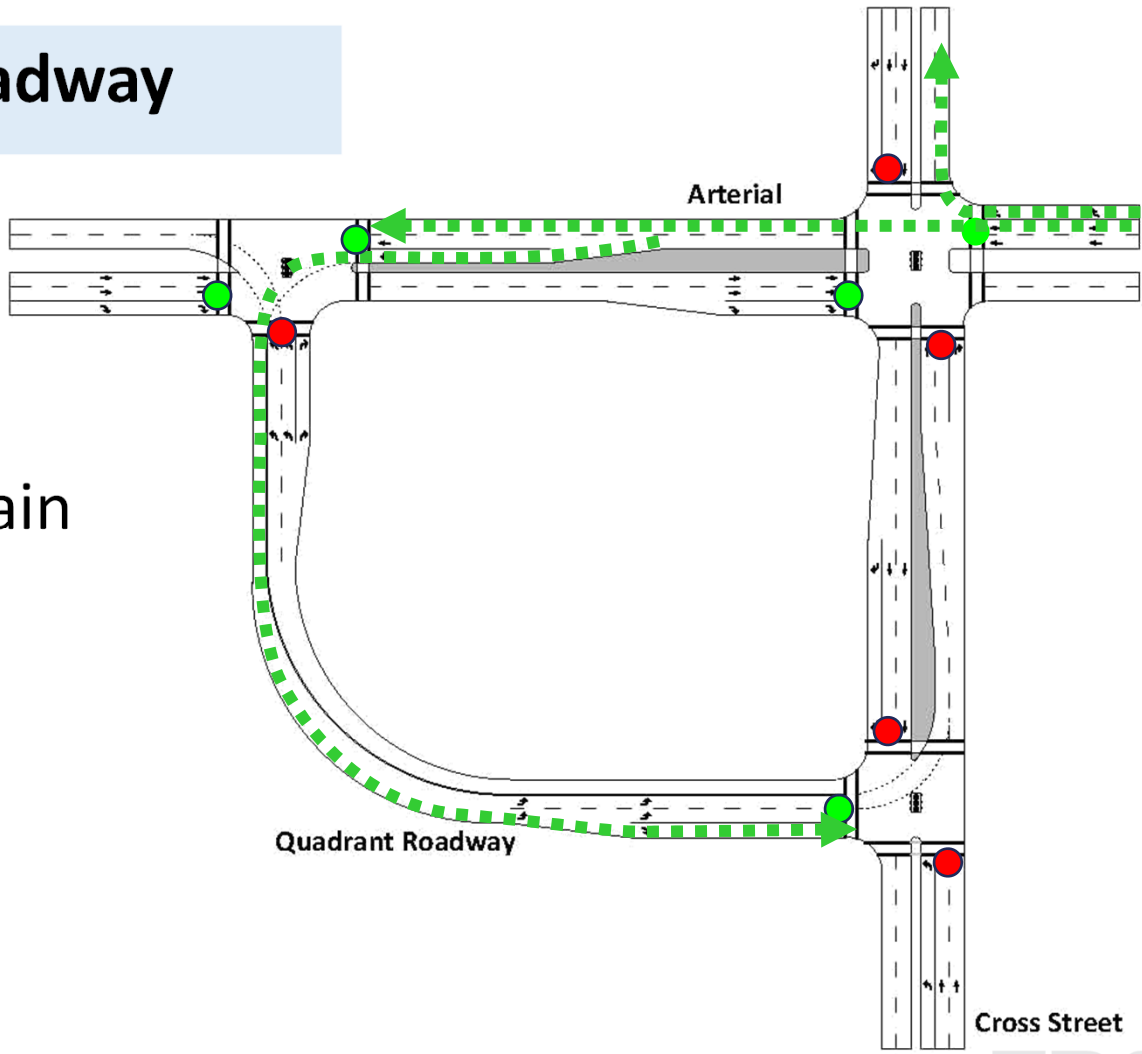 adway
Arterial
ain
Quadrant Roadway
Cross Street